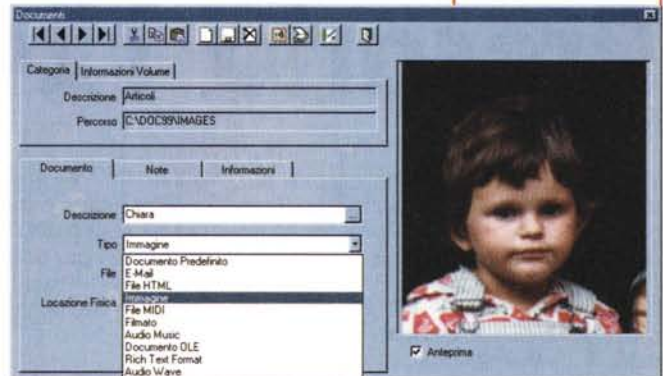 Documenti
Categoria
Informazioni Volume
Descrizione Articoli
Percorso C:\DOC99\IMAGES
Documento
Note
Informazioni
Descrizione Chiara ...
Tipo Immagine
Documento Predefinito
File E-Mail
File HTML
Locazione Fisica Immagine
File MIDI
Filmato
Audio Music
Documento OLE
Rich Text Format
Audio Wave
Anteprima